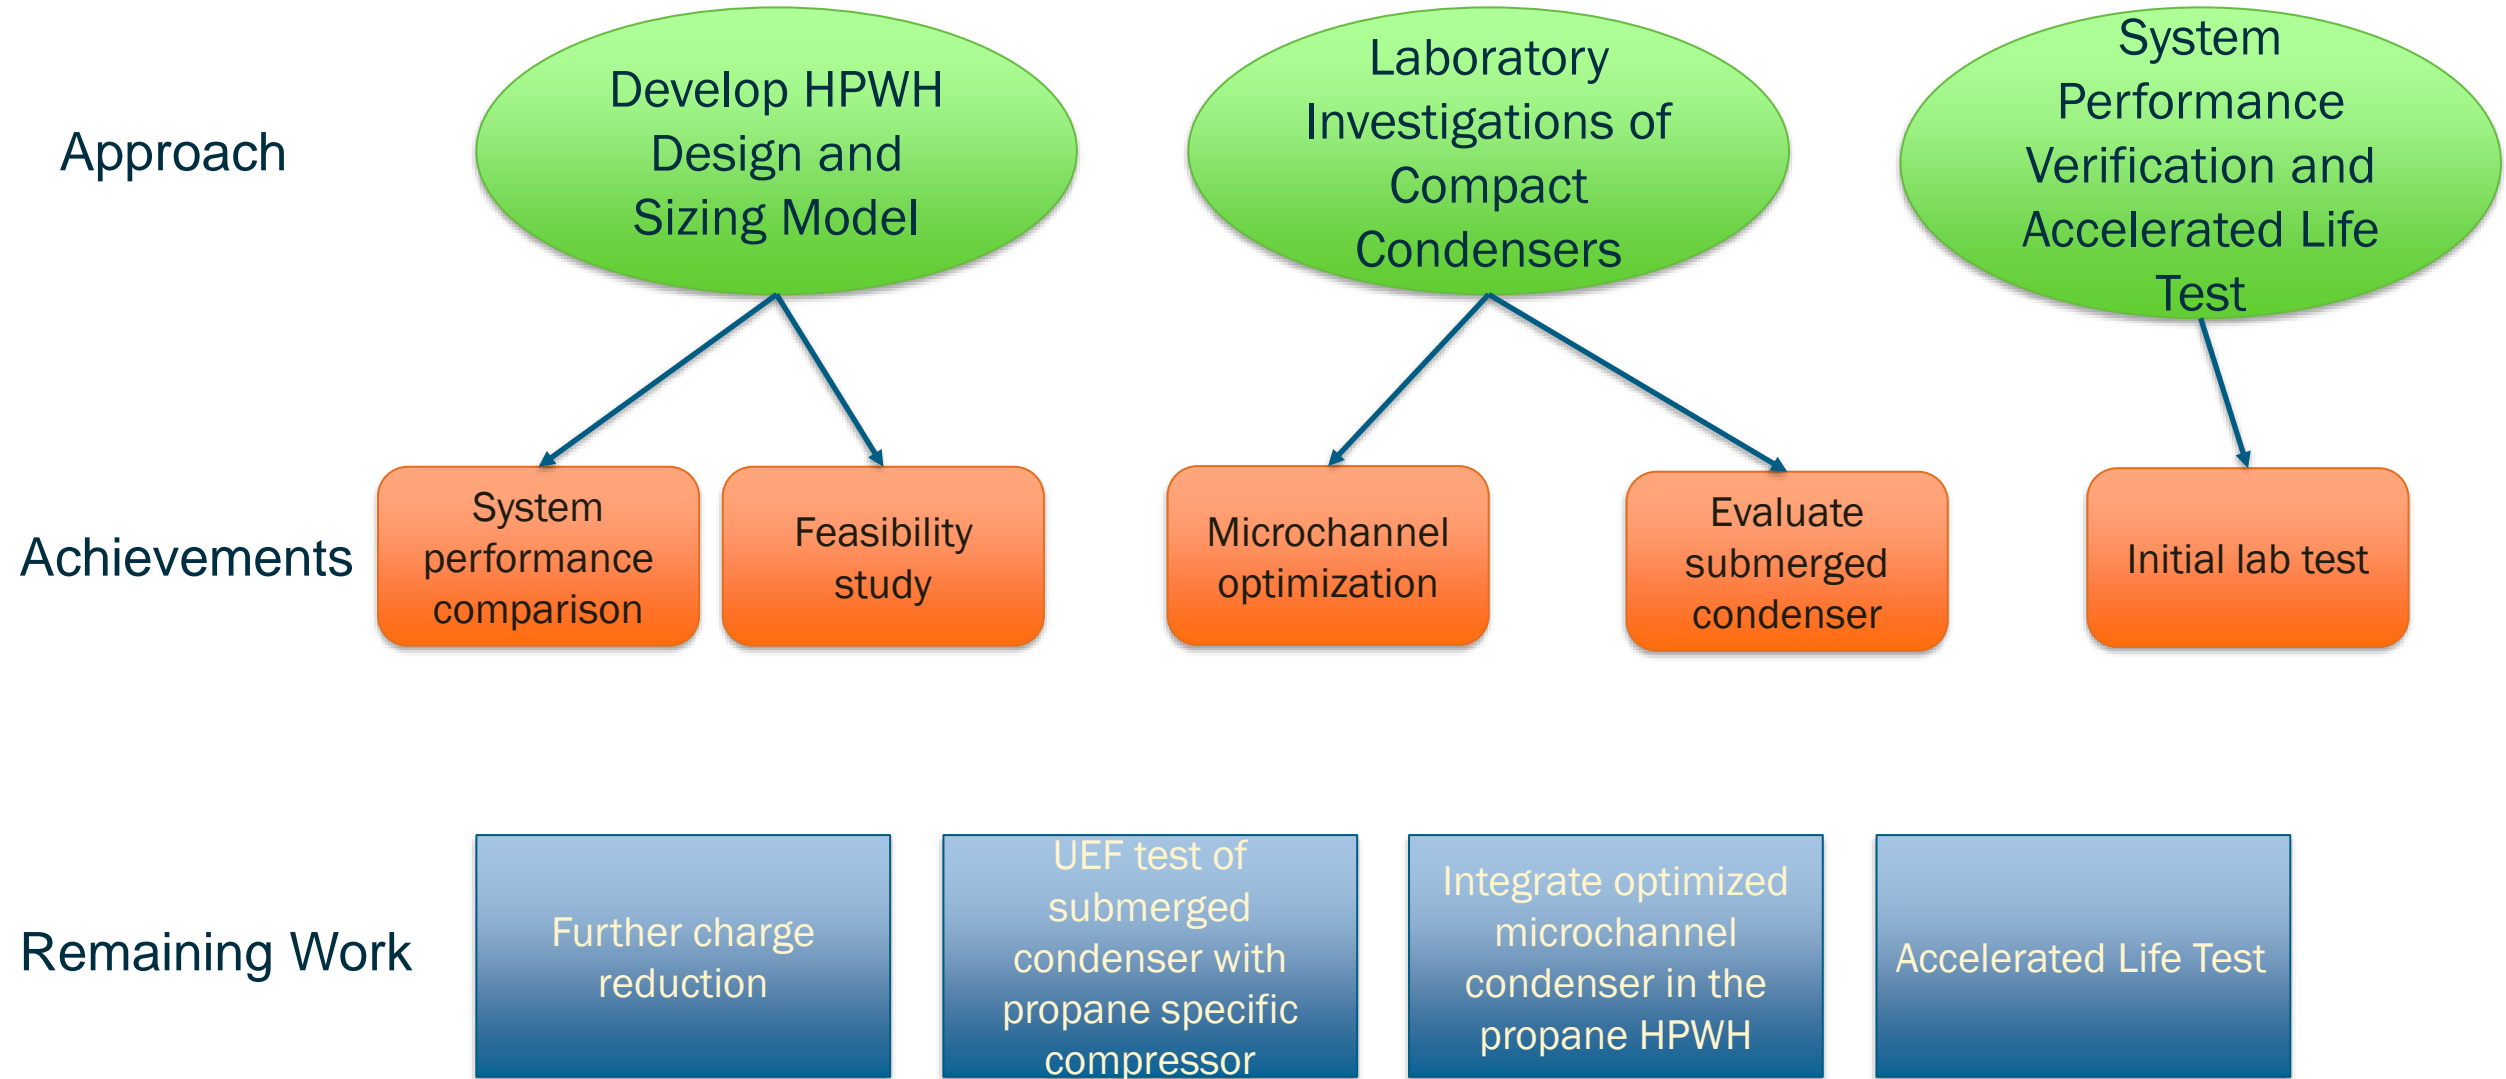 Approach
Develop HPWH
Design and
Sizing Model
Laboratory
Investigations of
Compact
Condensers
System
Performance
Verification and
Accelerated Life
Test
Achievements
System
performance
comparison
Feasibility
study
Microchannel
optimization
Evaluate
submerged
condenser
Initial lab test
Remaining Work
Further charge
reduction
UEF test of
submerged
condenser with
propane specific
compressor
Integrate optimized
microchannel
condenser in the
propane HPWH
Accelerated Life Test